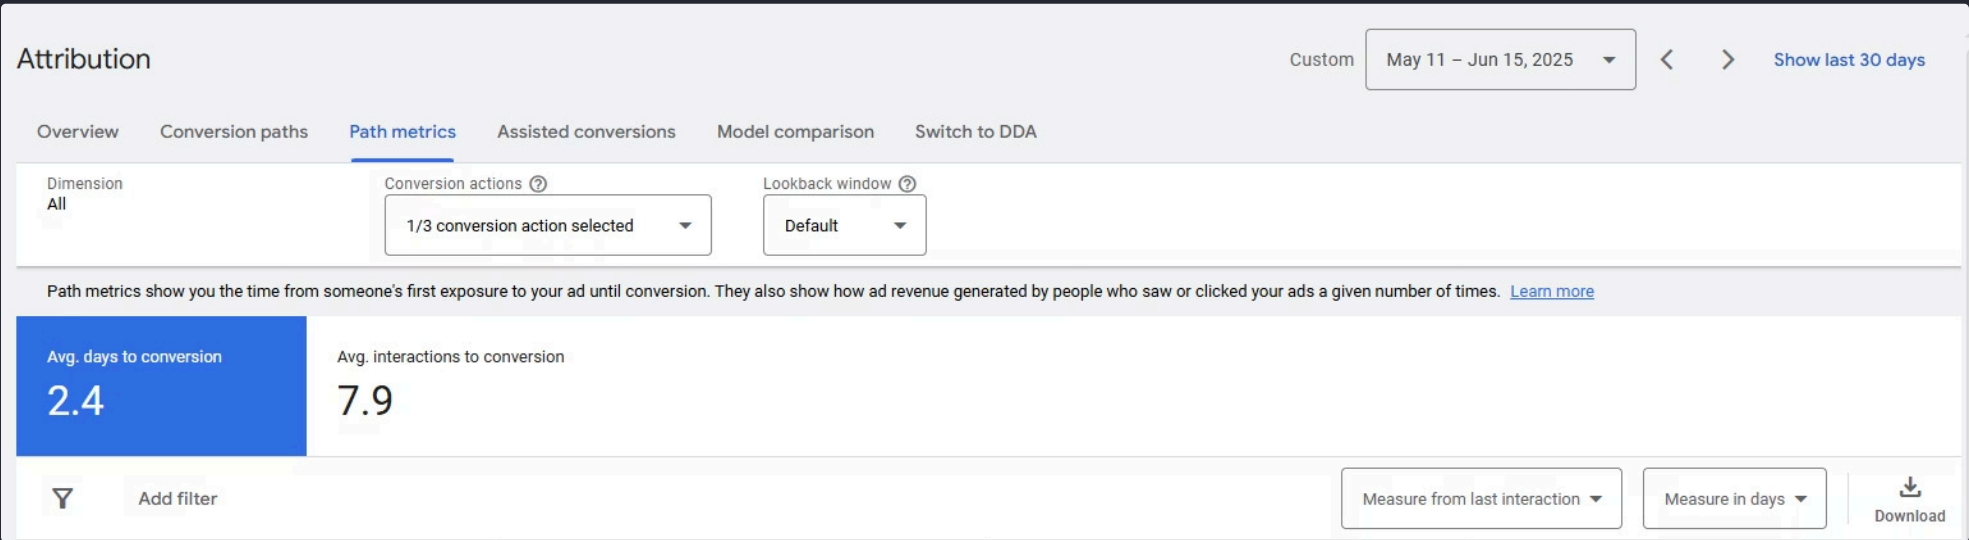 Attribution
Custom
May 11 – Jun 15, 2025
Show last 30 days
Overview
Conversion paths
Path metrics
Assisted conversions
Model comparison
Switch to DDA
Dimension
All
Conversion actions
1/3 conversion action selected
Lookback window
Default
Path metrics show you the time from someone's first exposure to your ad until conversion. They also show how ad revenue generated by people who saw or clicked your ads a given number of times. Learn more
Avg. days to conversion
2.4
Avg. interactions to conversion
7.9
Add filter
Measure from last interaction
Measure in days
Download